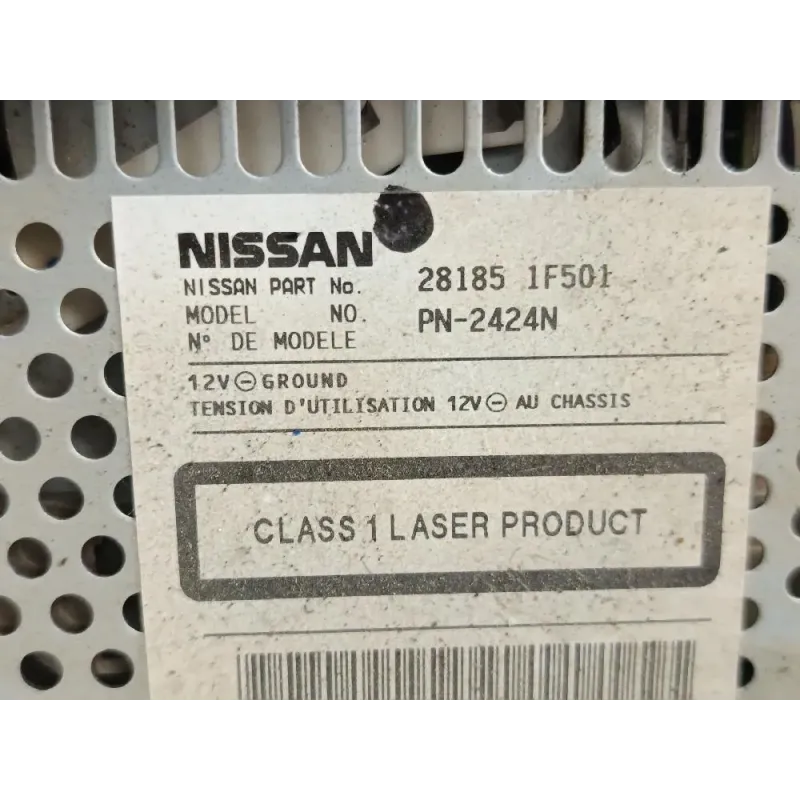 NISSAN
NISSAN PART No. 28185 1F501
MODEL NO. PN-2424N
N° DE MODELE
12V⊖GROUND
TENSION D'UTILISATION 12V⊖ AU CHASSIS
CLASS 1 LASER PRODUCT